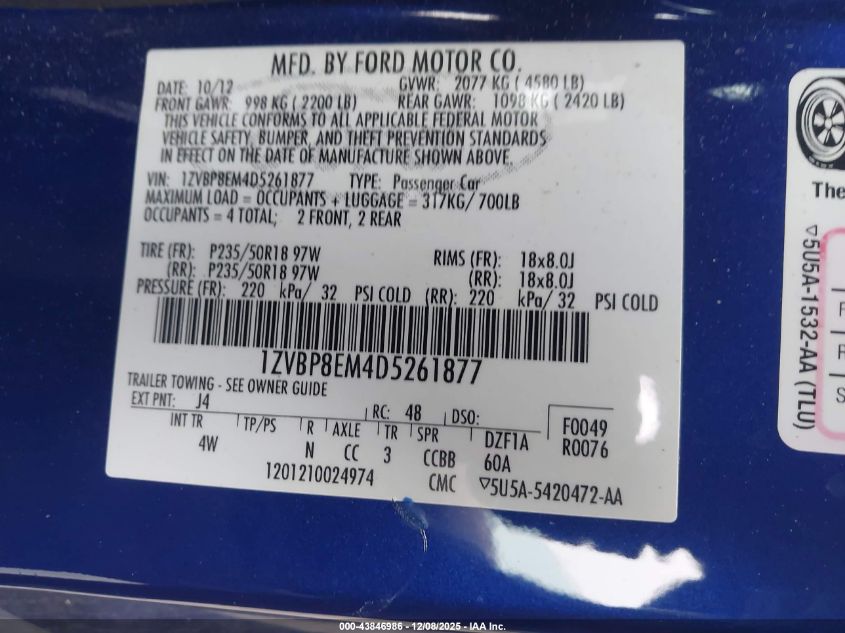 MFD. BY FORD MOTOR CO.
DATE: 10/12 GVWR: 2077 KG ( 4580 LB)
FRONT GAWR: 998 KG ( 2200 LB) REAR GAWR: 1098 KG ( 2420 LB)
THIS VEHICLE CONFORMS TO ALL APPLICABLE FEDERAL MOTOR
VEHICLE SAFETY, BUMPER, AND THEFT PREVENTION STANDARDS
IN EFFECT ON THE DATE OF MANUFACTURE SHOWN ABOVE.
VIN: 1ZVBP8EM4D5261877 TYPE: Passenger Car
MAXIMUM LOAD = OCCUPANTS + LUGGAGE = 317KG/ 700LB
OCCUPANTS = 4 TOTAL; 2 FRONT, 2 REAR
TIRE (FR): P235/50R18 97W RIMS (FR): 18x8.0J
(RR): P235/50R18 97W (RR): 18x8.0J
PRESSURE (FR): 220 kPa/ 32 PSI COLD (RR): 220 kPa/ 32 PSI COLD
1ZVBP8EM4D5261877
TRAILER TOWING - SEE OWNER GUIDE
EXT PNT: J4 RC: 48 DSO: F0049
INT TR TP/PS R AXLE TR SPR DZF1A R0076
4W N CC 3 CCBB 60A
1201210024974 CMC ▽5U5A-5420472-AA
The
▽5U5A-1532-AA (TLU)
F
R
S
000-43846986 - 12/08/2025 - IAA Inc.